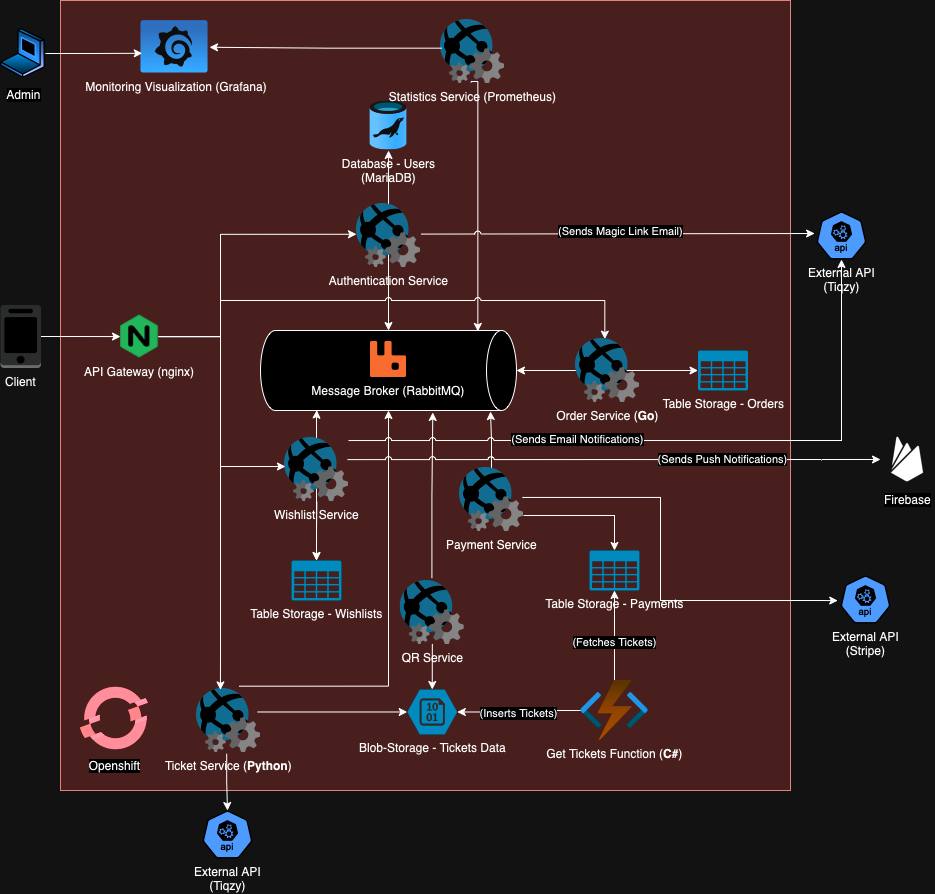 Admin
Monitoring Visualization (Grafana)
Statistics Service (Prometheus)
Database - Users
(MariaDB)
(Sends Magic Link Email)
api
External API
(Tiqzy)
Authentication Service
N
Client
API Gateway (nginx)
Message Broker (RabbitMQ)
Order Service (Go)
Table Storage - Orders
(Sends Email Notifications)
(Sends Push Notifications)
Firebase
Wishlist Service
Payment Service
Table Storage - Wishlists
Table Storage - Payments
api
External API
(Stripe)
QR Service
(Fetches Tickets)
10
01
(Inserts Tickets)
Blob-Storage - Tickets Data
Get Tickets Function (C#)
Openshift
Ticket Service (Python)
api
External API
(Tiqzy)